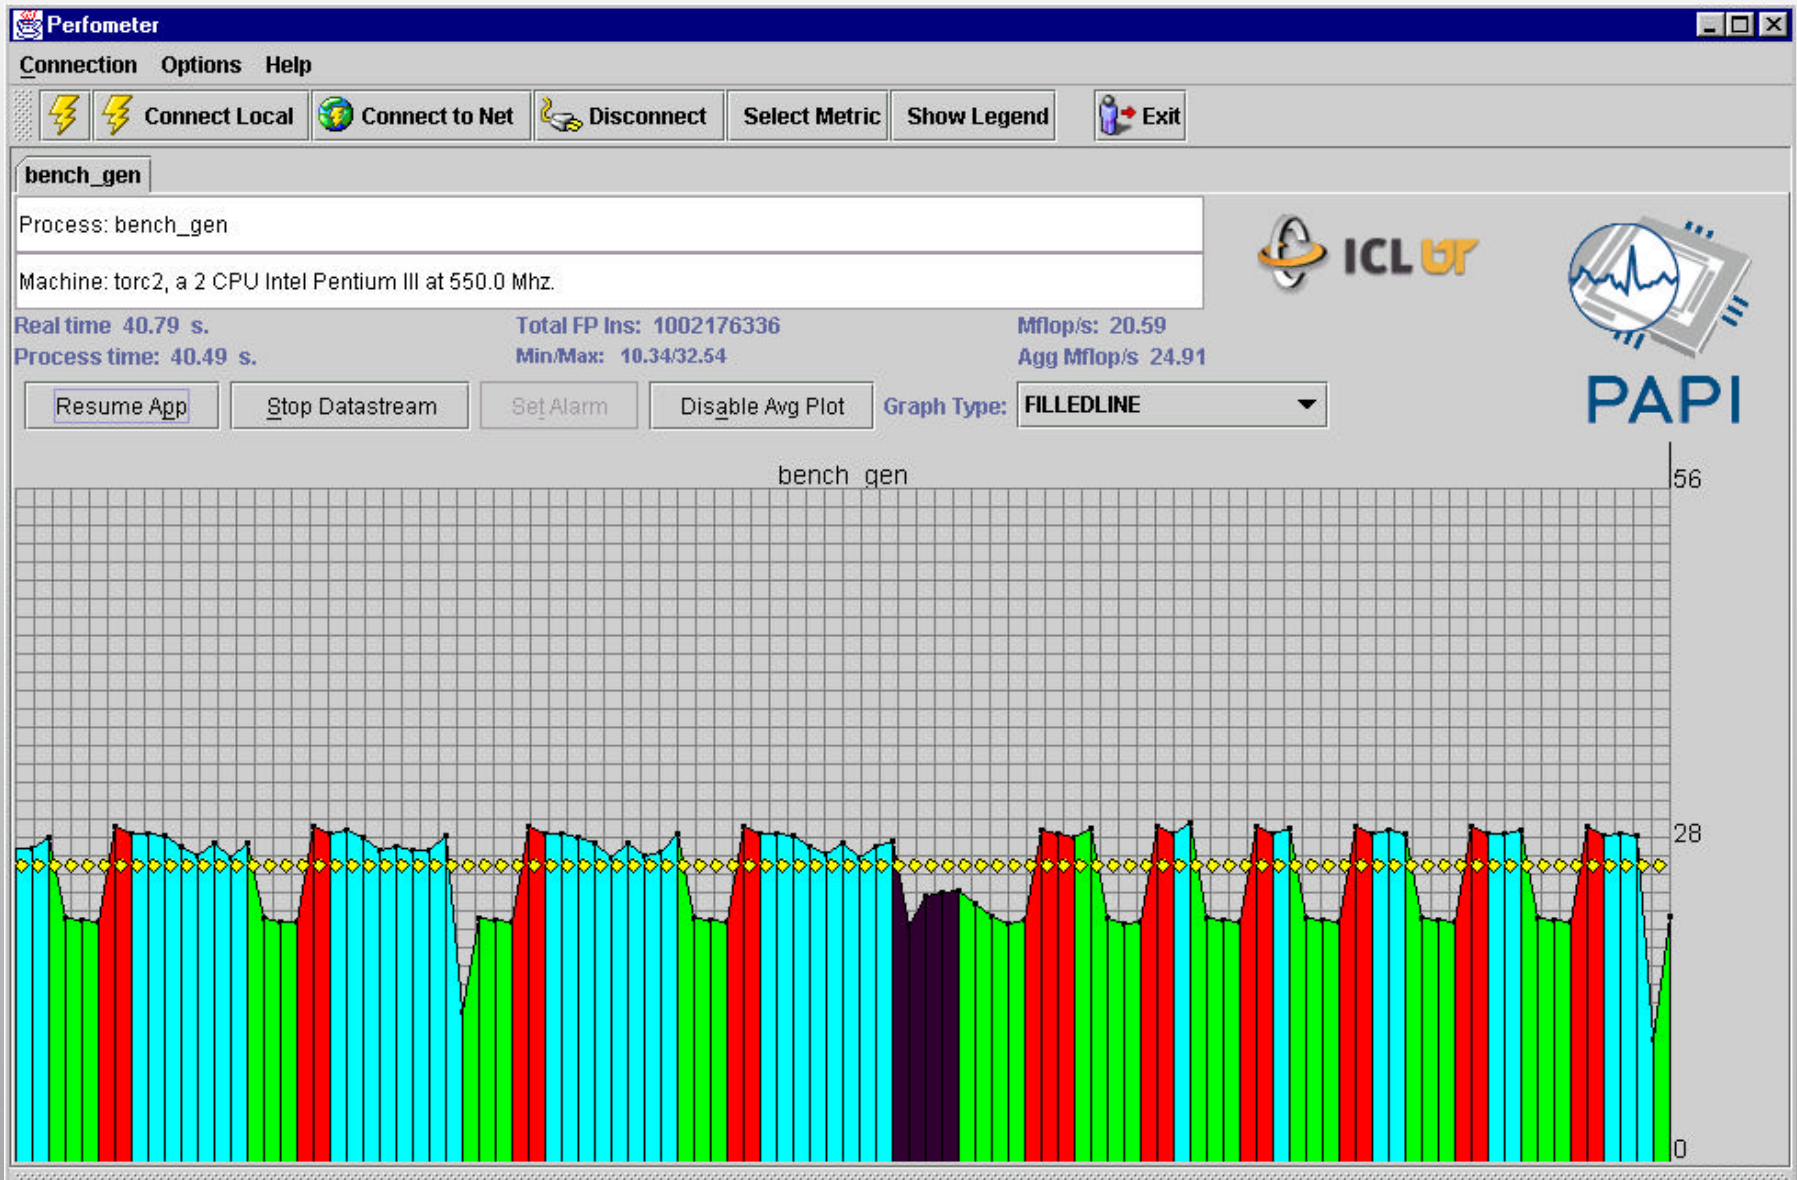 Perfometer
Connection Options Help
Connect Local Connect to Net Disconnect Select Metric Show Legend Exit
bench_gen
Process: bench_gen
Machine: torc2, a 2 CPU Intel Pentium III at 550.0 Mhz.
ICL UT
Real time 40.79 s. Total FP Ins: 1002176336 Mflop/s: 20.59
Process time: 40.49 s. Min/Max: 10.34/32.54 Agg Mflop/s 24.91
PAPI
Resume App Stop Datastream Set Alarm Disable Avg Plot Graph Type: FILLEDLINE
bench_gen
56
28
0